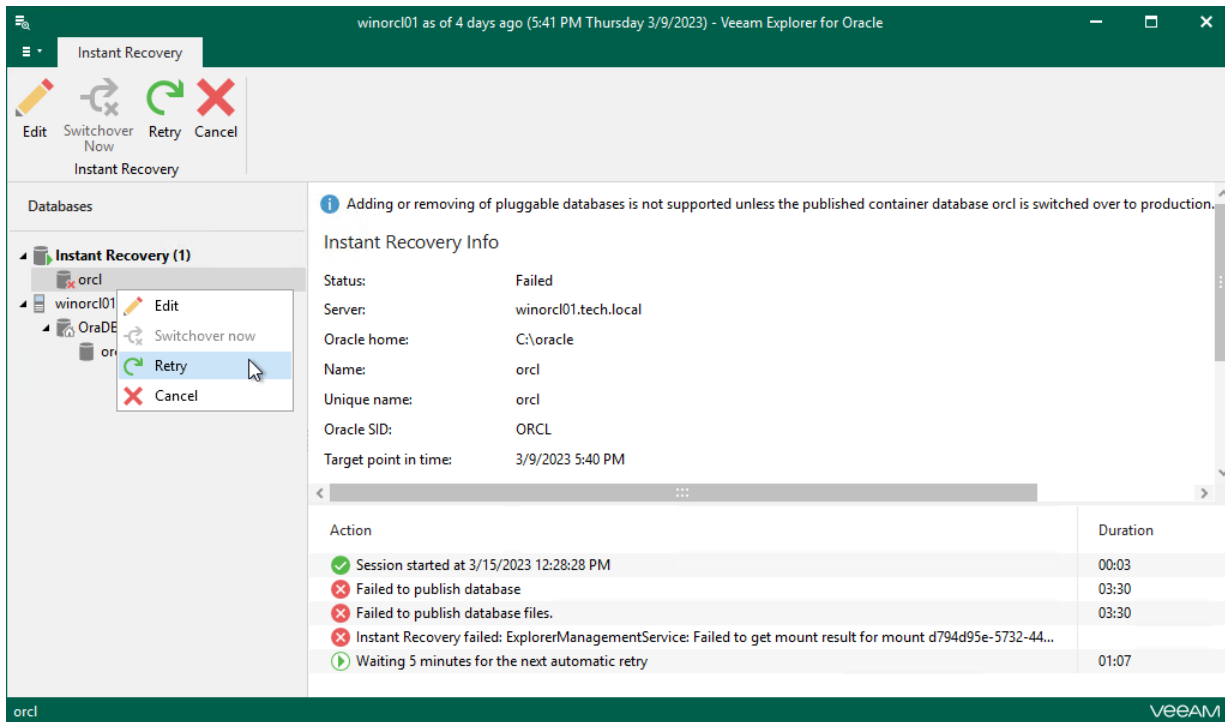 winorcl01 as of 4 days ago (5:41 PM Thursday 3/9/2023) - Veeam Explorer for Oracle
Instant Recovery
Edit
Switchover Now
Retry
Cancel
Instant Recovery
Databases
Instant Recovery (1)
orcl
winorcl01
OraDB
orc
Edit
Switchover now
Retry
Cancel
Adding or removing of pluggable databases is not supported unless the published container database orcl is switched over to production.
Instant Recovery Info
Status: Failed
Server: winorcl01.tech.local
Oracle home: C:\oracle
Name: orcl
Unique name: orcl
Oracle SID: ORCL
Target point in time: 3/9/2023 5:40 PM
Action Duration
Session started at 3/15/2023 12:28:28 PM 00:03
Failed to publish database 03:30
Failed to publish database files. 03:30
Instant Recovery failed: ExplorerManagementService: Failed to get mount result for mount d794d95e-5732-44...
Waiting 5 minutes for the next automatic retry 01:07
orcl
veeam